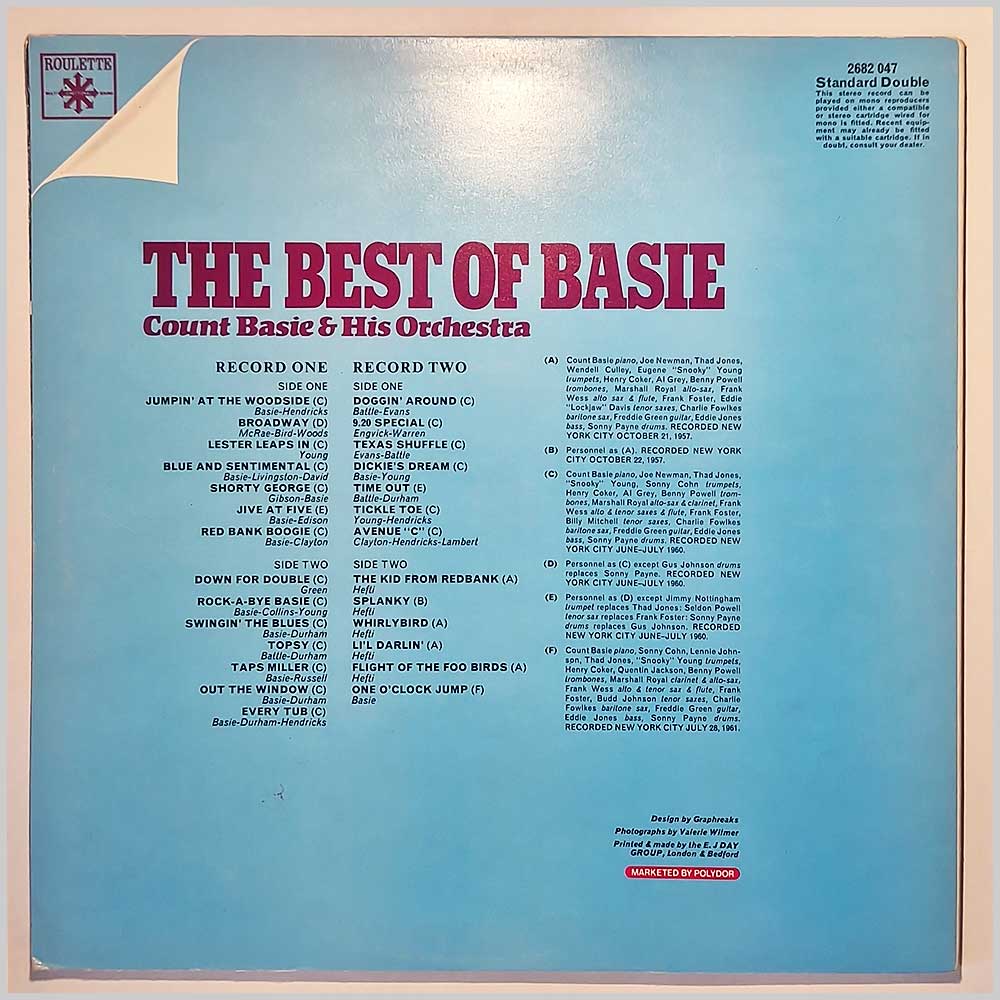 ROULETTE
2682 047
Standard Double
This stereo record can be
played on mono reproducers
provided either a compatible
or stereo cartridge wired for
mono is fitted. Recent equip-
ment may already be fitted
with a suitable cartridge. If in
doubt, consult your dealer.
THE BEST OF BASIE
Count Basie & His Orchestra
RECORD ONE
SIDE ONE
JUMPIN' AT THE WOODSIDE (C)
Basie-Hendricks
BROADWAY (D)
McRae-Bird-Woods
LESTER LEAPS IN (C)
Young
BLUE AND SENTIMENTAL (C)
Basie-Livingston-David
SHORTY GEORGE (C)
Gibson-Basie
JIVE AT FIVE (E)
Basie-Edison
RED BANK BOOGIE (C)
Basie-Clayton
SIDE TWO
DOWN FOR DOUBLE (C)
Green
ROCK-A-BYE BASIE (C)
Basie-Collins-Young
SWINGIN' THE BLUES (C)
Basie-Durham
TOPSY (C)
Battle-Durham
TAPS MILLER (C)
Basie-Russell
OUT THE WINDOW (C)
Basie-Durham
EVERY TUB (C)
Basie-Durham-Hendricks
RECORD TWO
SIDE ONE
DOGGIN' AROUND (C)
Battle-Evans
9.20 SPECIAL (C)
Engvick-Warren
TEXAS SHUFFLE (C)
Evans-Battle
DICKIE'S DREAM (C)
Basie-Young
TIME OUT (E)
Battle-Durham
TICKLE TOE (C)
Young-Hendricks
AVENUE "C" (C)
Clayton-Hendricks-Lambert
SIDE TWO
THE KID FROM REDBANK (A)
Hefti
SPLANKY (B)
Hefti
WHIRLYBIRD (A)
Hefti
LI'L DARLIN' (A)
Hefti
FLIGHT OF THE FOO BIRDS (A)
Hefti
ONE O'CLOCK JUMP (F)
Basie
(A) Count Basie piano, Joe Newman, Thad Jones,
Wendell Culley, Eugene "Snooky" Young
trumpets, Henry Coker, Al Grey, Benny Powell
trombones, Marshall Royal alto-sax, Frank
Wess alto sax & flute, Frank Foster, Eddie
"Lockjaw" Davis tenor saxes, Charlie Fowlkes
baritone sax, Freddie Green guitar, Eddie Jones
bass, Sonny Payne drums. RECORDED NEW
YORK CITY OCTOBER 21, 1957.
(B) Personnel as (A). RECORDED NEW YORK
CITY OCTOBER 22, 1957.
(C) Count Basie piano, Joe Newman, Thad Jones,
"Snooky" Young, Sonny Cohn trumpets,
Henry Coker, Al Grey, Benny Powell trom-
bones, Marshall Royal alto-sax & clarinet, Frank
Wess alto & tenor saxes & flute, Frank Foster,
Billy Mitchell tenor saxes, Charlie Fowlkes
baritone sax, Freddie Green guitar, Eddie Jones
bass, Sonny Payne drums. RECORDED NEW
YORK CITY JUNE-JULY 1960.
(D) Personnel as (C) except Gus Johnson drums
replaces Sonny Payne. RECORDED NEW
YORK CITY JUNE-JULY 1960.
(E) Personnel as (D) except Jimmy Nottingham
trumpet replaces Thad Jones: Seldon Powell
tenor sax replaces Frank Foster: Sonny Payne
drums replaces Gus Johnson. RECORDED
NEW YORK CITY JUNE-JULY 1960.
(F) Count Basie piano, Sonny Cohn, Lennie John-
son, Thad Jones, "Snooky" Young trumpets,
Henry Coker, Quentin Jackson, Benny Powell
trombones, Marshall Royal clarinet & alto-sax,
Frank Wess alto & tenor sax & flute, Frank
Foster, Budd Johnson tenor saxes, Charlie
Fowlkes baritone sax, Freddie Green guitar,
Eddie Jones bass, Sonny Payne drums.
RECORDED NEW YORK CITY JULY 28, 1961.
Design by Graphreaks
Photographs by Valerie Wilmer
Printed & made by the E. J DAY
GROUP, London & Bedford
MARKETED BY POLYDOR